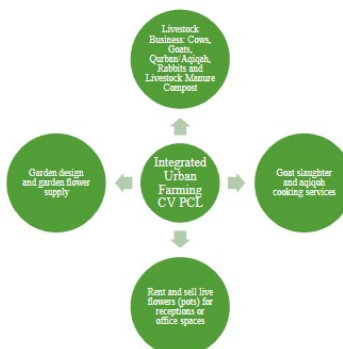 Livestock
Business: Cows,
Goats,
Qurban/Aqiqah,
Rabbits and
Livestock Manure
Compost
Garden design
and garden flower
supply
Integrated
Urban
Farming
CV PCL
Goat slaughter
and aqiqoh
cooking services
Rent and sell live
flowers (pots) for
receptions or
office spaces